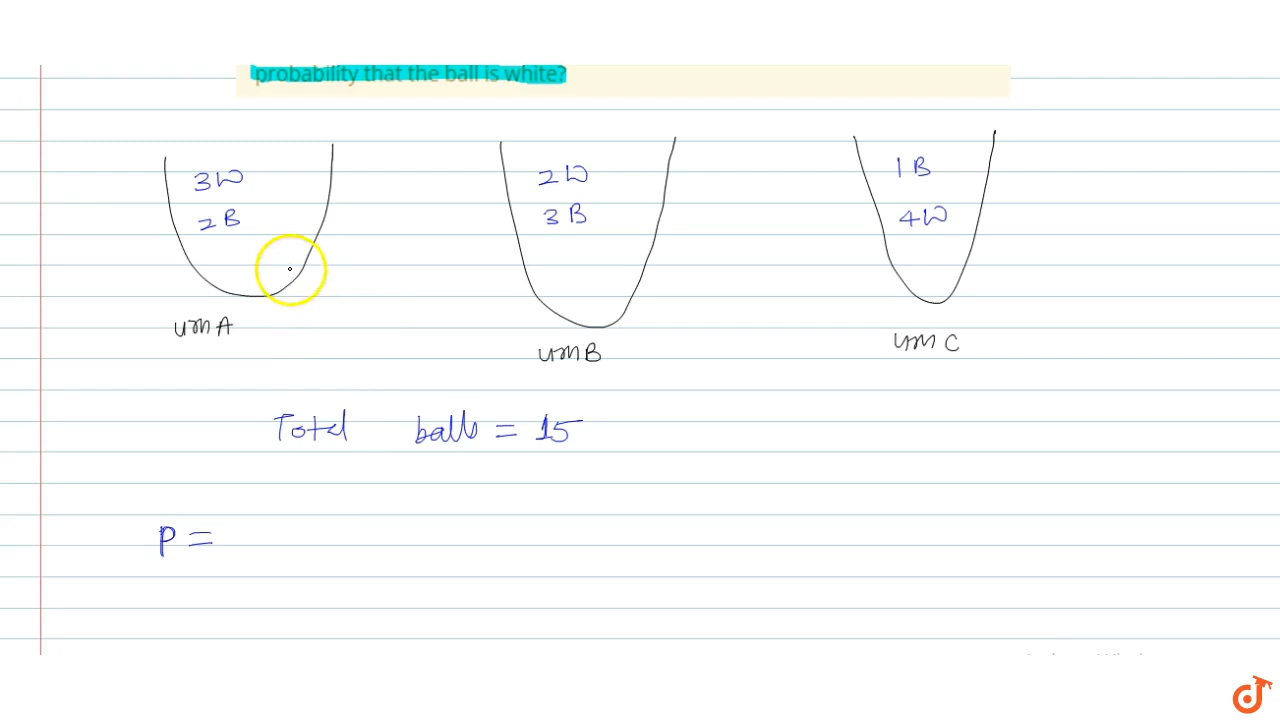 probability that the ball is white?
3W 2W 1B
2B 3B 4W
urn A
urn B
urn C
Total balls = 15
P =